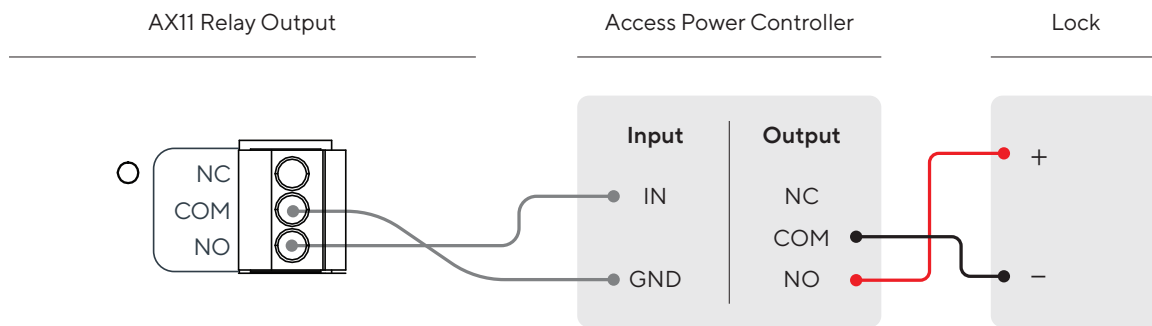 AX11 Relay Output
Access Power Controller
Lock
NC
COM
NO
Input
Output
IN
GND
NC
COM
NO
+
−